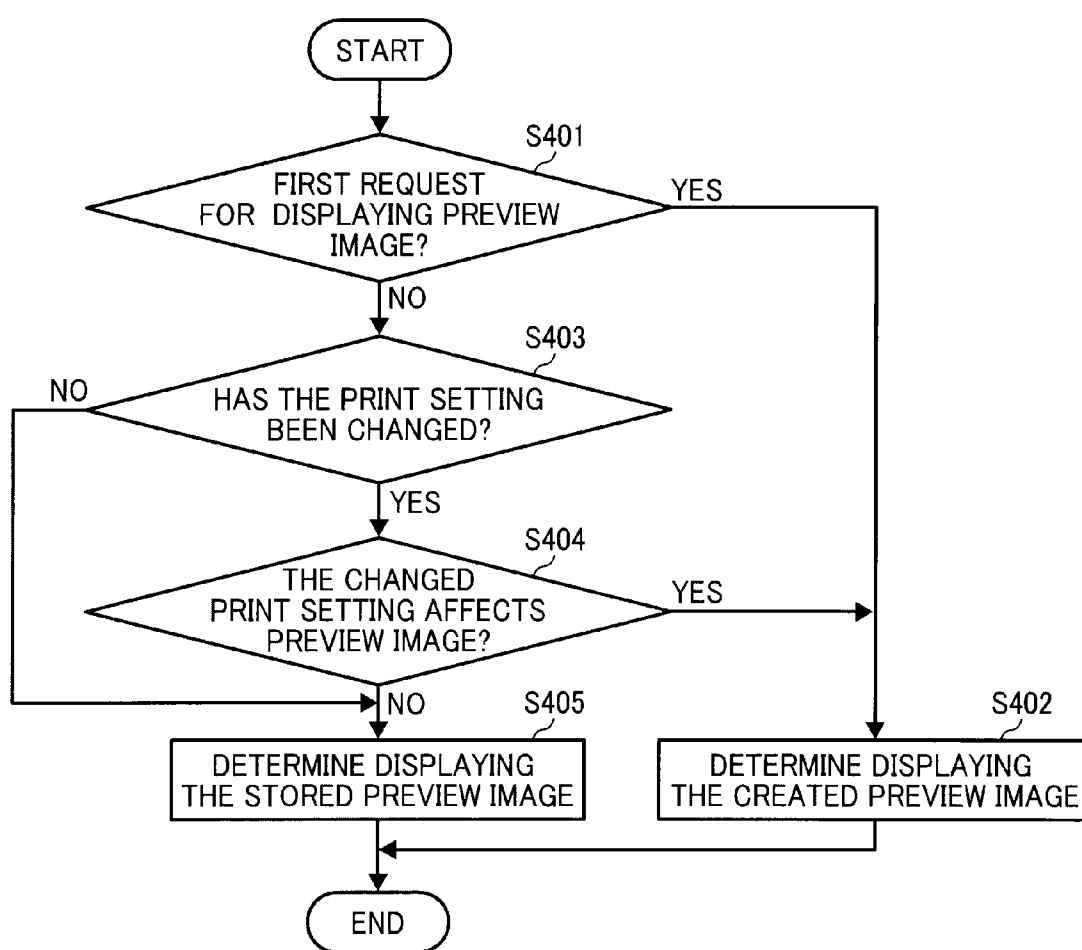 START
S401
FIRST REQUEST
FOR DISPLAYING PREVIEW
IMAGE?
YES
NO
S403
NO
HAS THE PRINT SETTING
BEEN CHANGED?
YES
S404
THE CHANGED
PRINT SETTING AFFECTS
PREVIEW IMAGE?
YES
NO
S405
DETERMINE DISPLAYING
THE STORED PREVIEW IMAGE
S402
DETERMINE DISPLAYING
THE CREATED PREVIEW IMAGE
END